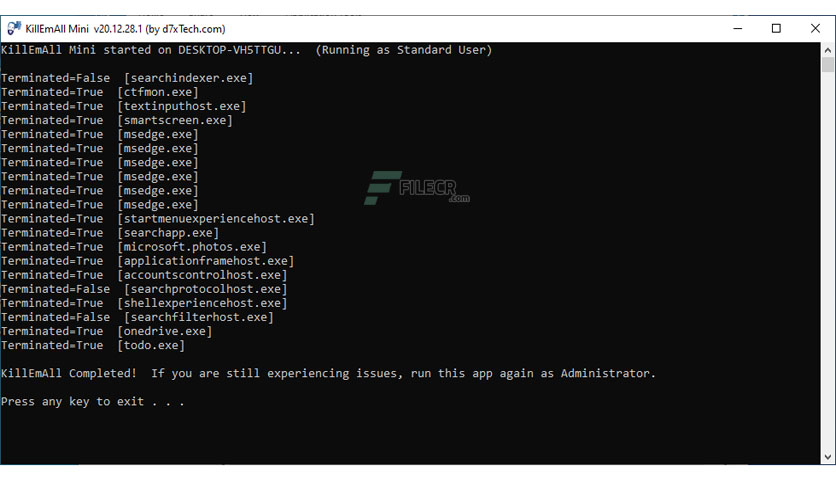 KillEmAll Mini v20.12.28.1 (by d7xTech.com)
KillEmAll Mini started on DESKTOP-VH5TTGU... (Running as Standard User)
Terminated=False [searchindexer.exe]
Terminated=True [ctfmon.exe]
Terminated=True [textinputhost.exe]
Terminated=True [smartscreen.exe]
Terminated=True [msedge.exe]
Terminated=True [msedge.exe]
Terminated=True [msedge.exe]
Terminated=True [msedge.exe]
Terminated=True [msedge.exe]
Terminated=True [msedge.exe]
Terminated=True [startmenuexperiencehost.exe]
Terminated=True [searchapp.exe]
Terminated=True [microsoft.photos.exe]
Terminated=True [applicationframehost.exe]
Terminated=True [accountscontrolhost.exe]
Terminated=False [searchprotocolhost.exe]
Terminated=True [shellexperiencehost.exe]
Terminated=False [searchfilterhost.exe]
Terminated=True [onedrive.exe]
Terminated=True [todo.exe]
FILECR
.com
KillEmAll Completed! If you are still experiencing issues, run this app again as Administrator.
Press any key to exit . . .